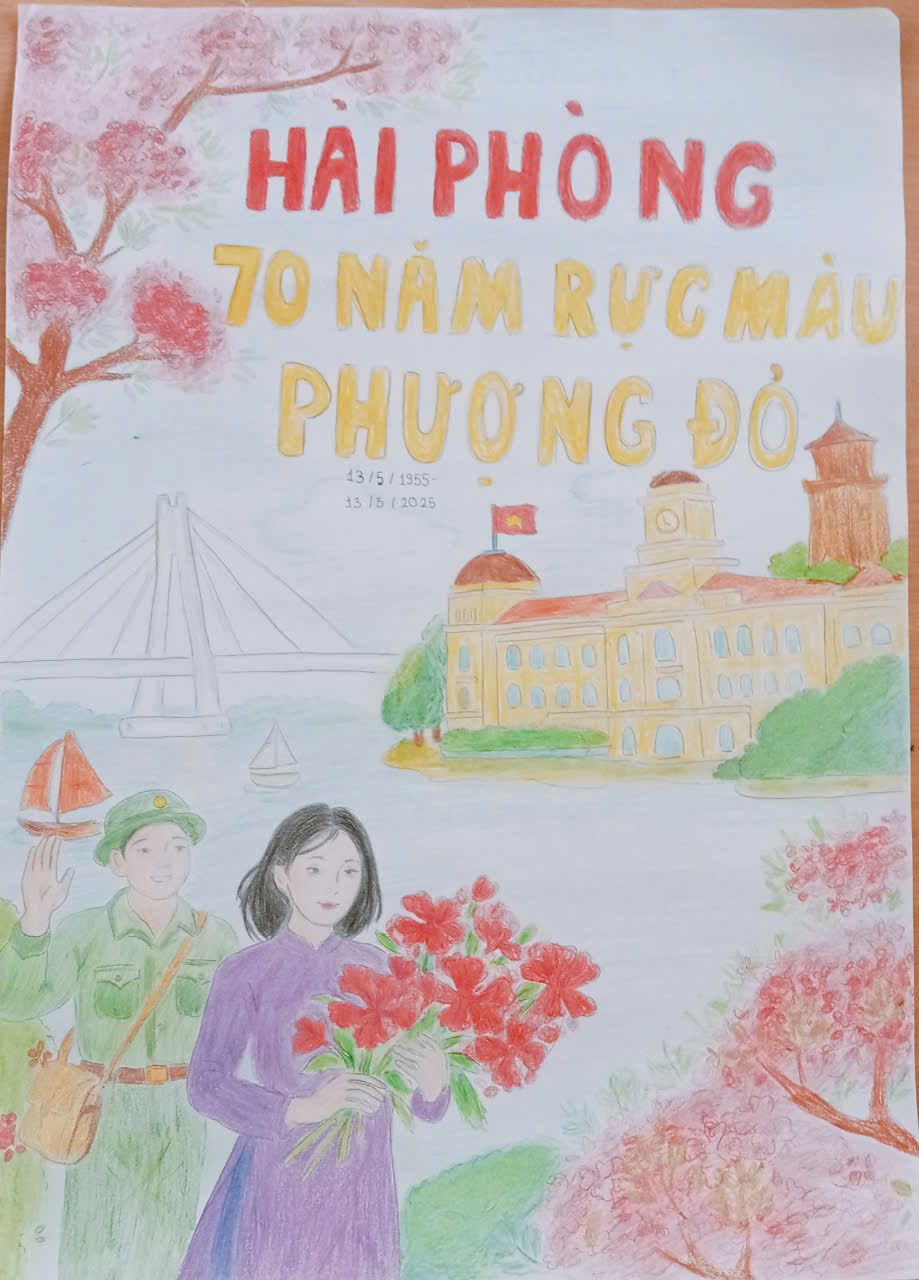 HẢI PHÒNG
70 NĂM RỰC MÀU
PHƯỢNG ĐỎ
13/5/1955-
13/5/2025